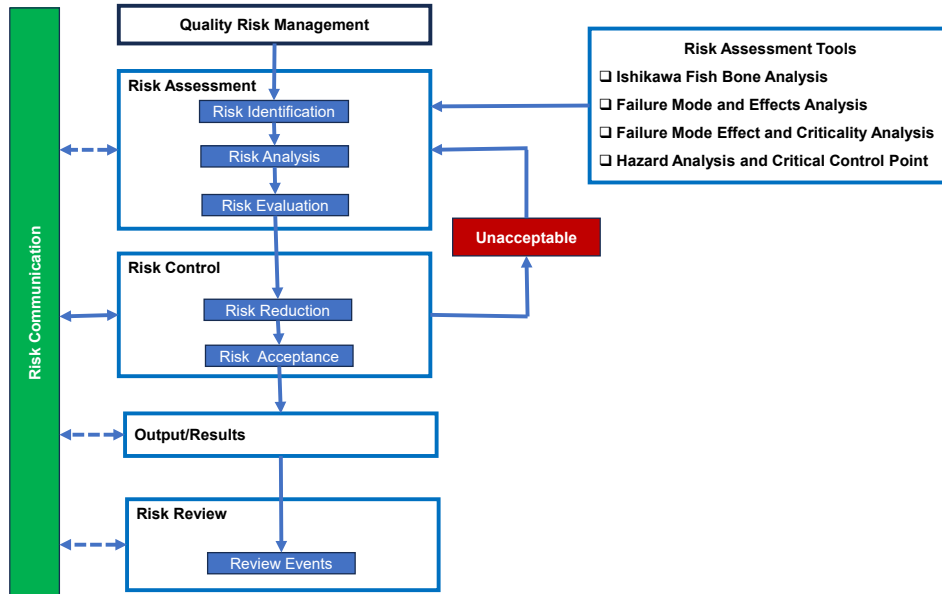 Quality Risk Management
Risk Assessment
Risk Identification
Risk Analysis
Risk Evaluation
Risk Assessment Tools
❑ Ishikawa Fish Bone Analysis
❑ Failure Mode and Effects Analysis
❑ Failure Mode Effect and Criticality Analysis
❑ Hazard Analysis and Critical Control Point
Unacceptable
Risk Control
Risk Reduction
Risk Acceptance
Output/Results
Risk Review
Review Events
Risk Communication